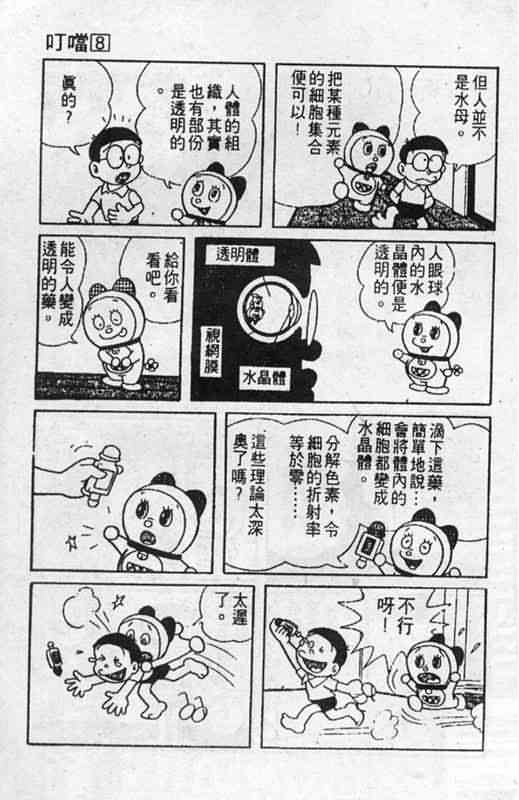 叮噹8
但人並不
是水母。
把某種元素
的細胞集合
便可以！
人體的組
織，其實
也有部份
是透明的
。
眞的？
人眼球
內的水
晶體便是
透明的。
透明體
視網膜
水晶體
給你看
看吧。
能令人變成
透明的藥。
滴下這藥，
簡單地說…
會將體內的
細胞都變成
水晶體。
分解色素，令
細胞的折射率
等於零……
這些理論太深
奧了嗎？
不行
呀！
太遲
了。